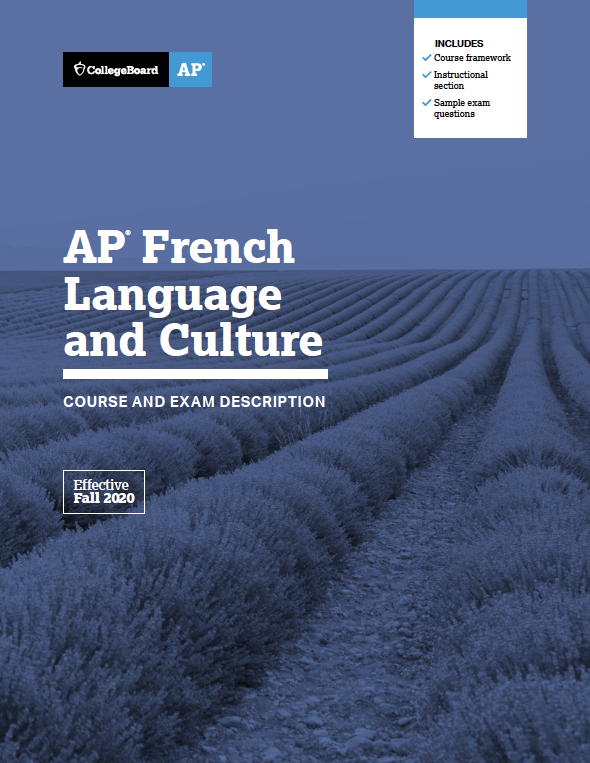 CollegeBoard
AP®
INCLUDES
Course framework
Instructional
section
Sample exam
questions
AP® French
Language
and Culture
COURSE AND EXAM DESCRIPTION
Effective
Fall 2020